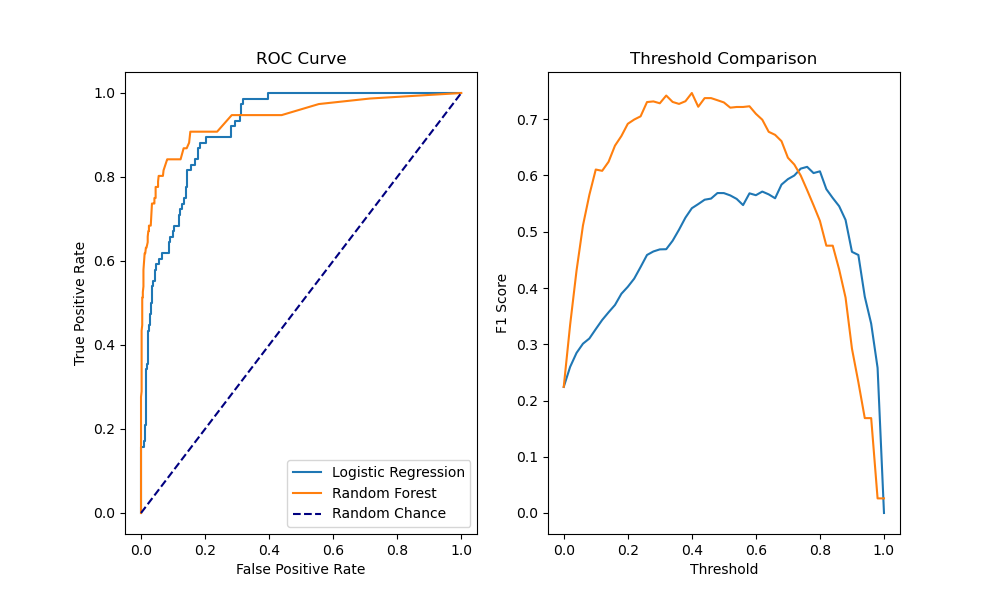 ROC Curve
True Positive Rate
1.0
0.8
0.6
0.4
0.2
0.0
Logistic Regression
Random Forest
Random Chance
0.0 0.2 0.4 0.6 0.8 1.0
False Positive Rate
Threshold Comparison
F1 Score
0.7
0.6
0.5
0.4
0.3
0.2
0.1
0.0
0.0 0.2 0.4 0.6 0.8 1.0
Threshold